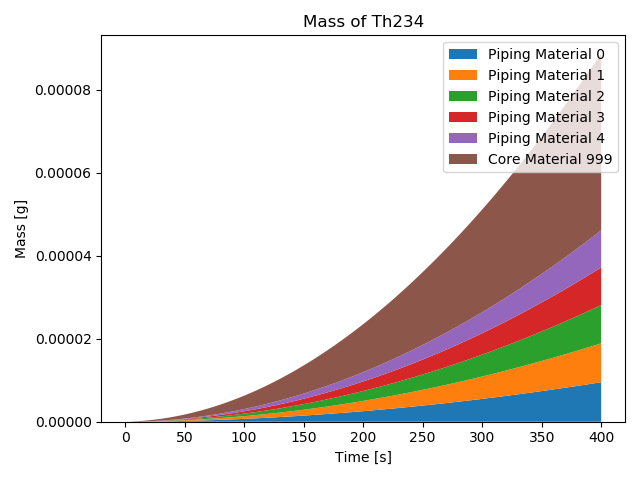 Mass of Th234
Piping Material 0
Piping Material 1
Piping Material 2
Piping Material 3
Piping Material 4
Core Material 999
Mass [g]
0.00008
0.00006
0.00004
0.00002
0.00000
0 50 100 150 200 250 300 350 400
Time [s]